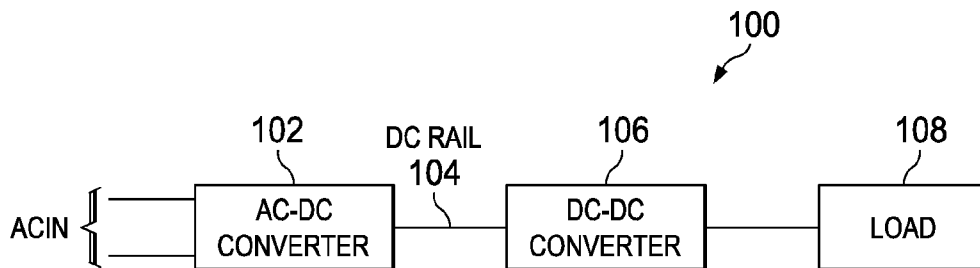 100
102
DC RAIL
104
106
108
ACIN
AC-DC
CONVERTER
DC-DC
CONVERTER
LOAD